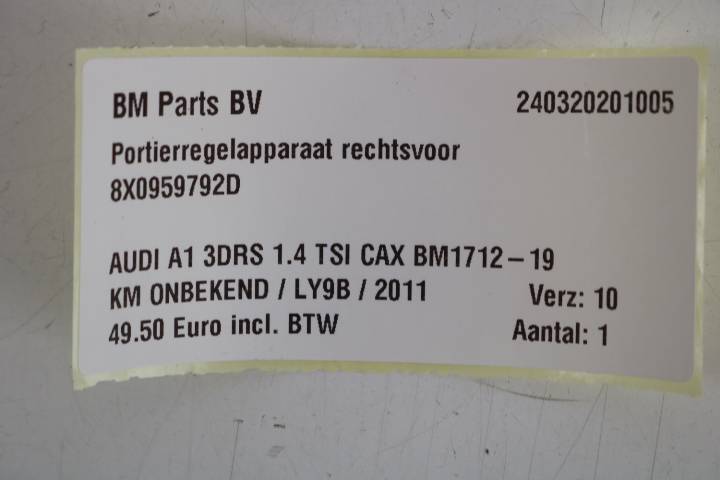 BM Parts BV 240320201005
Portierregelapparaat rechtsvoor
8X0959792D
AUDI A1 3DRS 1.4 TSI CAX BM1712-19
KM ONBEKEND / LY9B / 2011 Verz: 10
49.50 Euro incl. BTW Aantal: 1